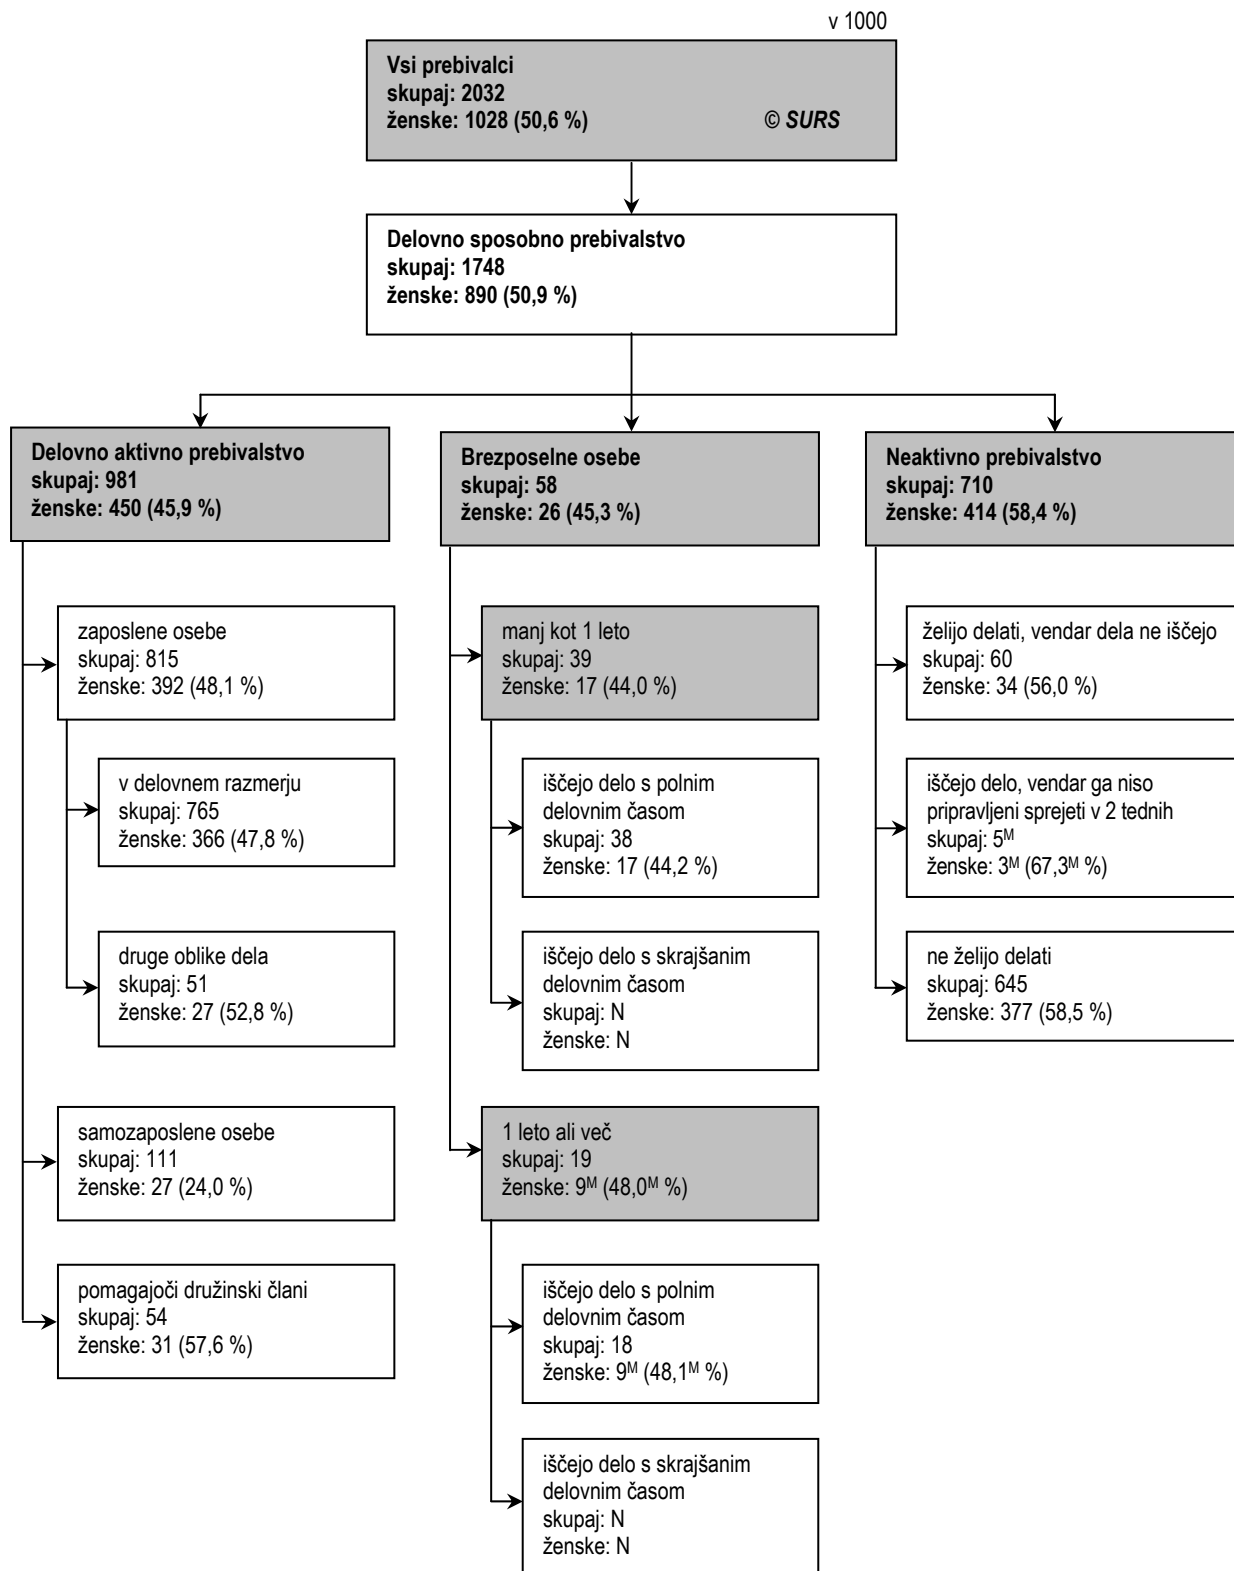 v 1000
Vsi prebivalci
skupaj: 2032
ženske: 1028 (50,6 %) © SURS
Delovno sposobno prebivalstvo
skupaj: 1748
ženske: 890 (50,9 %)
Delovno aktivno prebivalstvo
skupaj: 981
ženske: 450 (45,9 %)
zaposlene osebe
skupaj: 815
ženske: 392 (48,1 %)
v delovnem razmerju
skupaj: 765
ženske: 366 (47,8 %)
druge oblike dela
skupaj: 51
ženske: 27 (52,8 %)
samozaposlene osebe
skupaj: 111
ženske: 27 (24,0 %)
pomagajoči družinski člani
skupaj: 54
ženske: 31 (57,6 %)
Brezposelne osebe
skupaj: 58
ženske: 26 (45,3 %)
manj kot 1 leto
skupaj: 39
ženske: 17 (44,0 %)
iščejo delo s polnim
delovnim časom
skupaj: 38
ženske: 17 (44,2 %)
iščejo delo s skrajšanim
delovnim časom
skupaj: N
ženske: N
1 leto ali več
skupaj: 19
ženske: 9ᴹ (48,0ᴹ %)
iščejo delo s polnim
delovnim časom
skupaj: 18
ženske: 9ᴹ (48,1ᴹ %)
iščejo delo s skrajšanim
delovnim časom
skupaj: N
ženske: N
Neaktivno prebivalstvo
skupaj: 710
ženske: 414 (58,4 %)
želijo delati, vendar dela ne iščejo
skupaj: 60
ženske: 34 (56,0 %)
iščejo delo, vendar ga niso
pripravljeni sprejeti v 2 tednih
skupaj: 5ᴹ
ženske: 3ᴹ (67,3ᴹ %)
ne želijo delati
skupaj: 645
ženske: 377 (58,5 %)